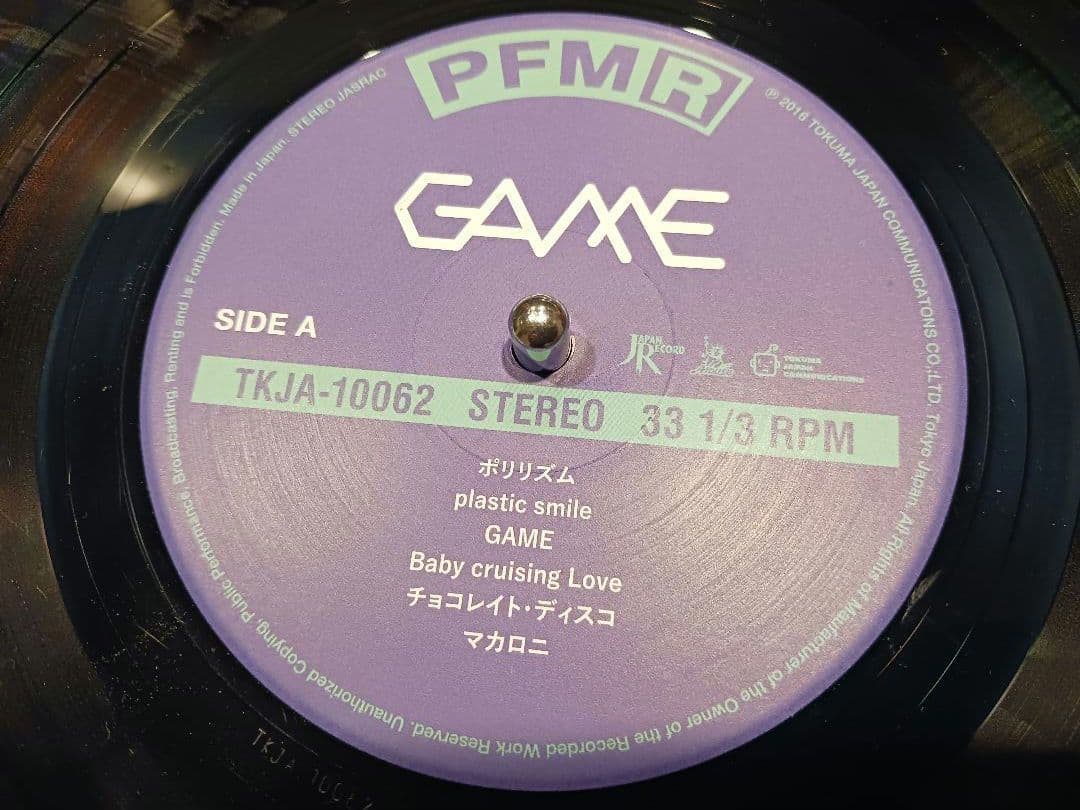 PFMR
GAME
SIDE A
JAPAN RECORD
TOKUMA
JAPAN
COMMUNICATIONS
TKJA-10062 STEREO 33 1/3 RPM
ポリリズム
plastic smile
GAME
Baby cruising Love
チョコレイト・ディスコ
マカロニ
℗ 2016 TOKUMA JAPAN COMMUNICATONS CO.,LTD. Tokyo Japan. All Rights of Maufacturer of the Owner of the Recorded Work Reserved. Unauthorized Copying, Public Performance, Broadcasting, Renting and is Forbidden. Made in Japan. STEREO JASRAC
TKJA 10062